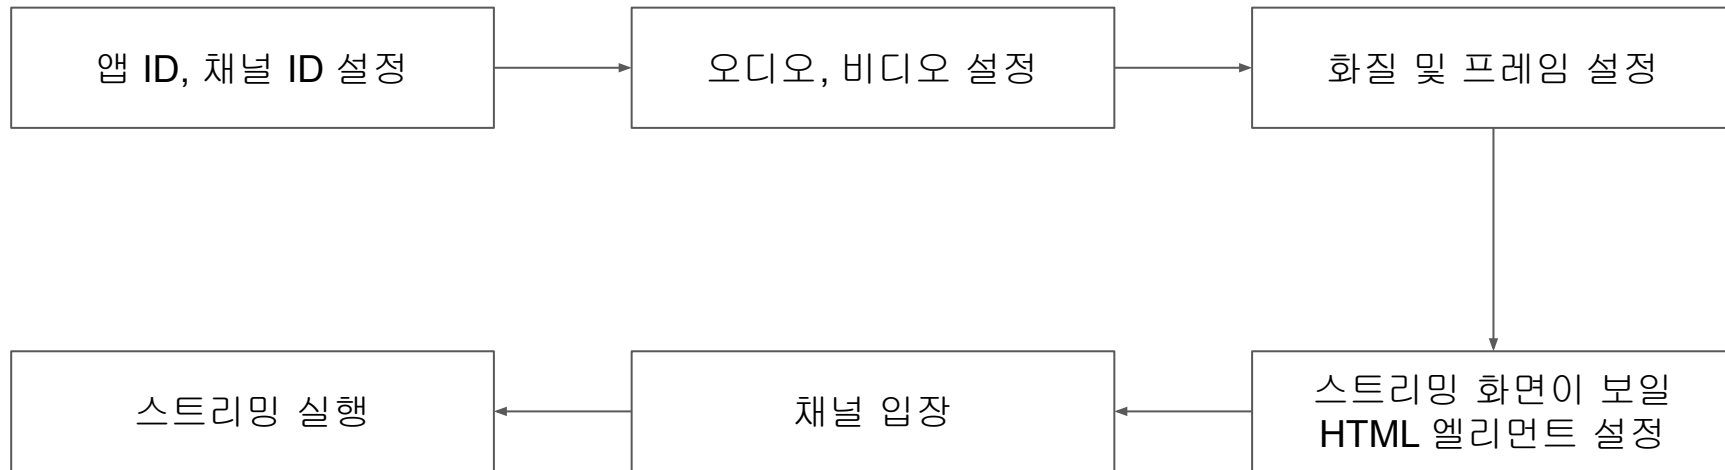 앱 ID, 채널 ID 설정
오디오, 비디오 설정
화질 및 프레임 설정
스트리밍 화면이 보일
HTML 엘리먼트 설정
채널 입장
스트리밍 실행